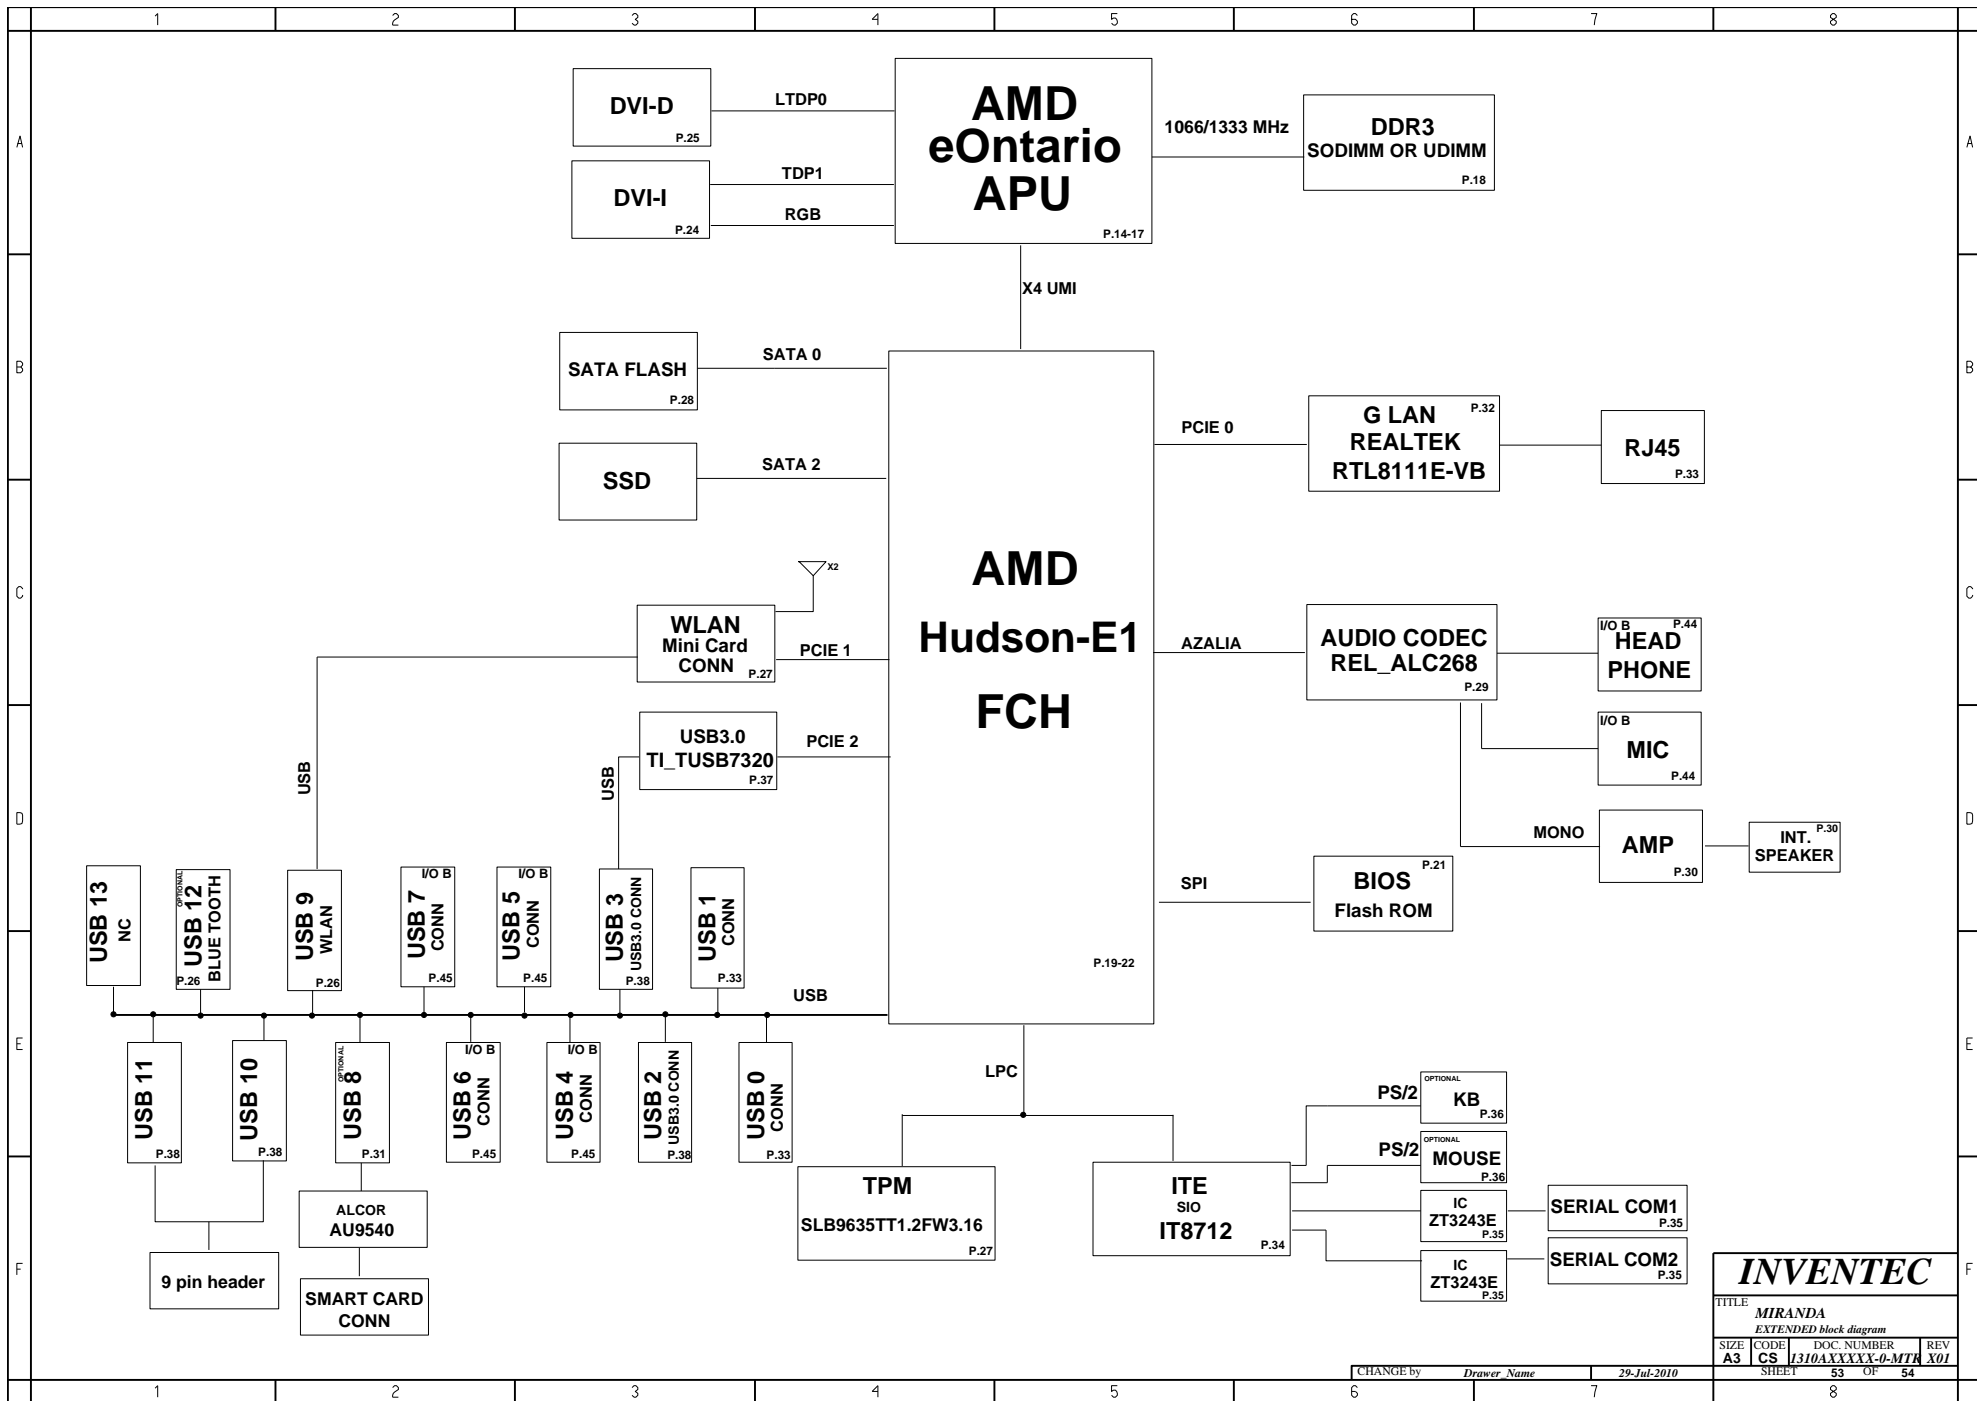 1 2 3 4 5 6 7 8
A
A
B
B
C
C
D
D
E
E
F
F
DVI-D
P.25
LTDP0
DVI-I
P.24
TDP1
RGB
AMD
eOntario
APU
P.14-17
1066/1333 MHz
DDR3
SODIMM OR UDIMM
P.18
X4 UMI
SATA FLASH
P.28
SATA 0
SSD
SATA 2
X2
WLAN
Mini Card
CONN
P.27
PCIE 1
USB3.0
TI_TUSB7320
P.37
PCIE 2
USB
USB
AMD
Hudson-E1
FCH
P.19-22
PCIE 0
G LAN
P.32
REALTEK
RTL8111E-VB
RJ45
P.33
AZALIA
AUDIO CODEC
REL_ALC268
P.29
I/O B
P.44
HEAD
PHONE
I/O B
MIC
P.44
MONO
AMP
P.30
INT.
P.30
SPEAKER
SPI
P.21
BIOS
Flash ROM
USB 13
NC
OPTIONAL
USB 12
BLUE TOOTH
P.26
USB 9
WLAN
P.26
I/O B
USB 7
CONN
P.45
I/O B
USB 5
CONN
P.45
USB 3
USB3.0 CONN
P.38
USB 1
CONN
P.33
USB
USB 11
P.38
USB 10
P.38
OPTIONAL
USB 8
P.31
I/O B
USB 6
CONN
P.45
I/O B
USB 4
CONN
P.45
USB 2
USB3.0 CONN
P.38
USB 0
CONN
P.33
9 pin header
ALCOR
AU9540
SMART CARD
CONN
LPC
TPM
SLB9635TT1.2FW3.16
P.27
ITE
SIO
IT8712
P.34
PS/2
OPTIONAL
KB
P.36
PS/2
OPTIONAL
MOUSE
P.36
IC
ZT3243E
P.35
SERIAL COM1
P.35
IC
ZT3243E
P.35
SERIAL COM2
P.35
INVENTEC
TITLE
MIRANDA
EXTENDED block diagram
SIZE CODE DOC. NUMBER REV
A3 CS 1310AXXXXX-0-MTR X01
CHANGE by Drawer_Name 29-Jul-2010 SHEET 53 OF 54
1 2 3 4 5 6 7 8